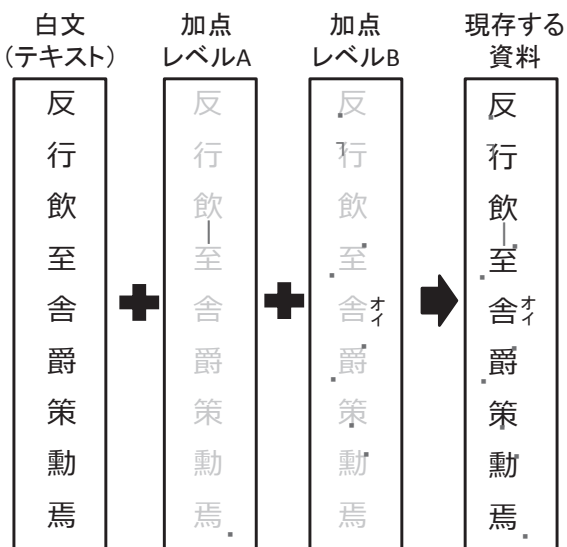 白文
(テキスト)
反
行
飲
至
舎
爵
策
勳
焉
加点
レベルA
反
行
飲
至
舎
爵
策
勳
焉
加点
レベルB
反
行
飲
至
舎オイ
爵
策
勳
焉
現存する
資料
反
行
飲
至
舎オイ
爵
策
勳
焉